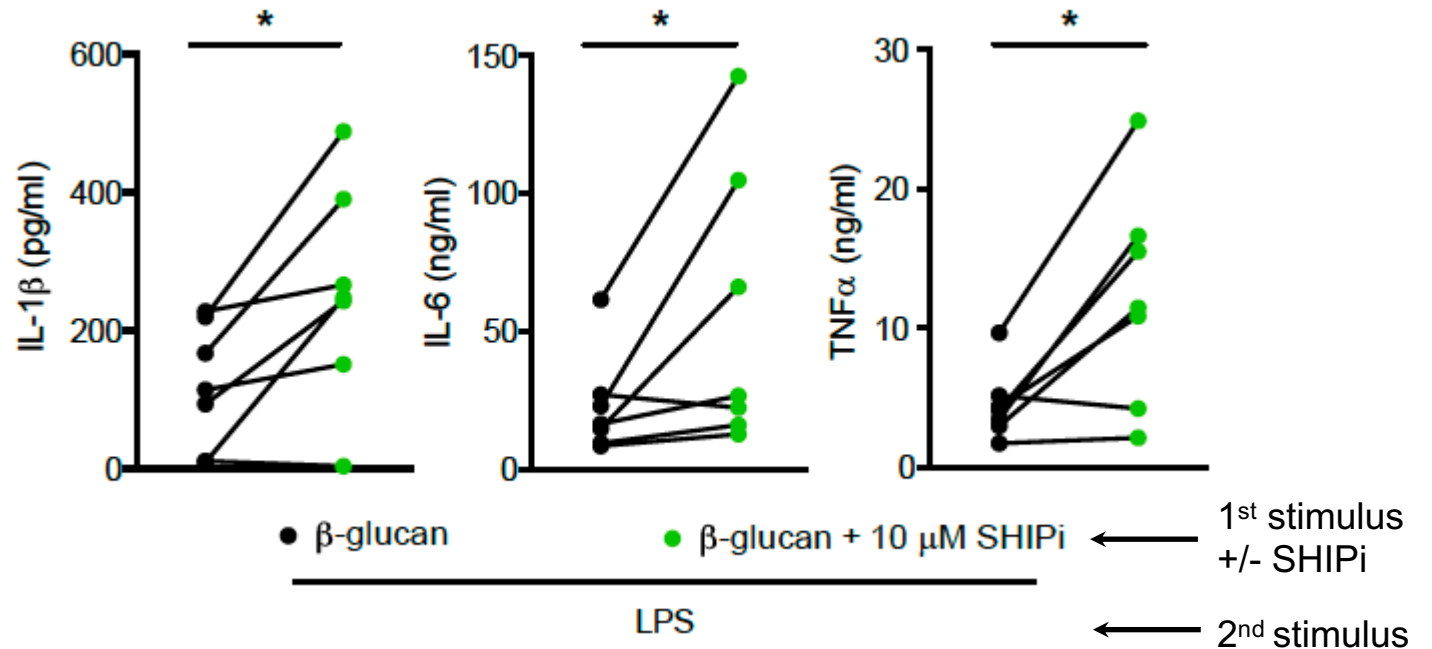 *
*
*
600
400
200
0
IL-1β (pg/ml)
150
100
50
0
IL-6 (ng/ml)
30
20
10
0
TNFα (ng/ml)
β-glucan
β-glucan + 10 μM SHIPi
1st stimulus
+/- SHIPi
LPS
2nd stimulus